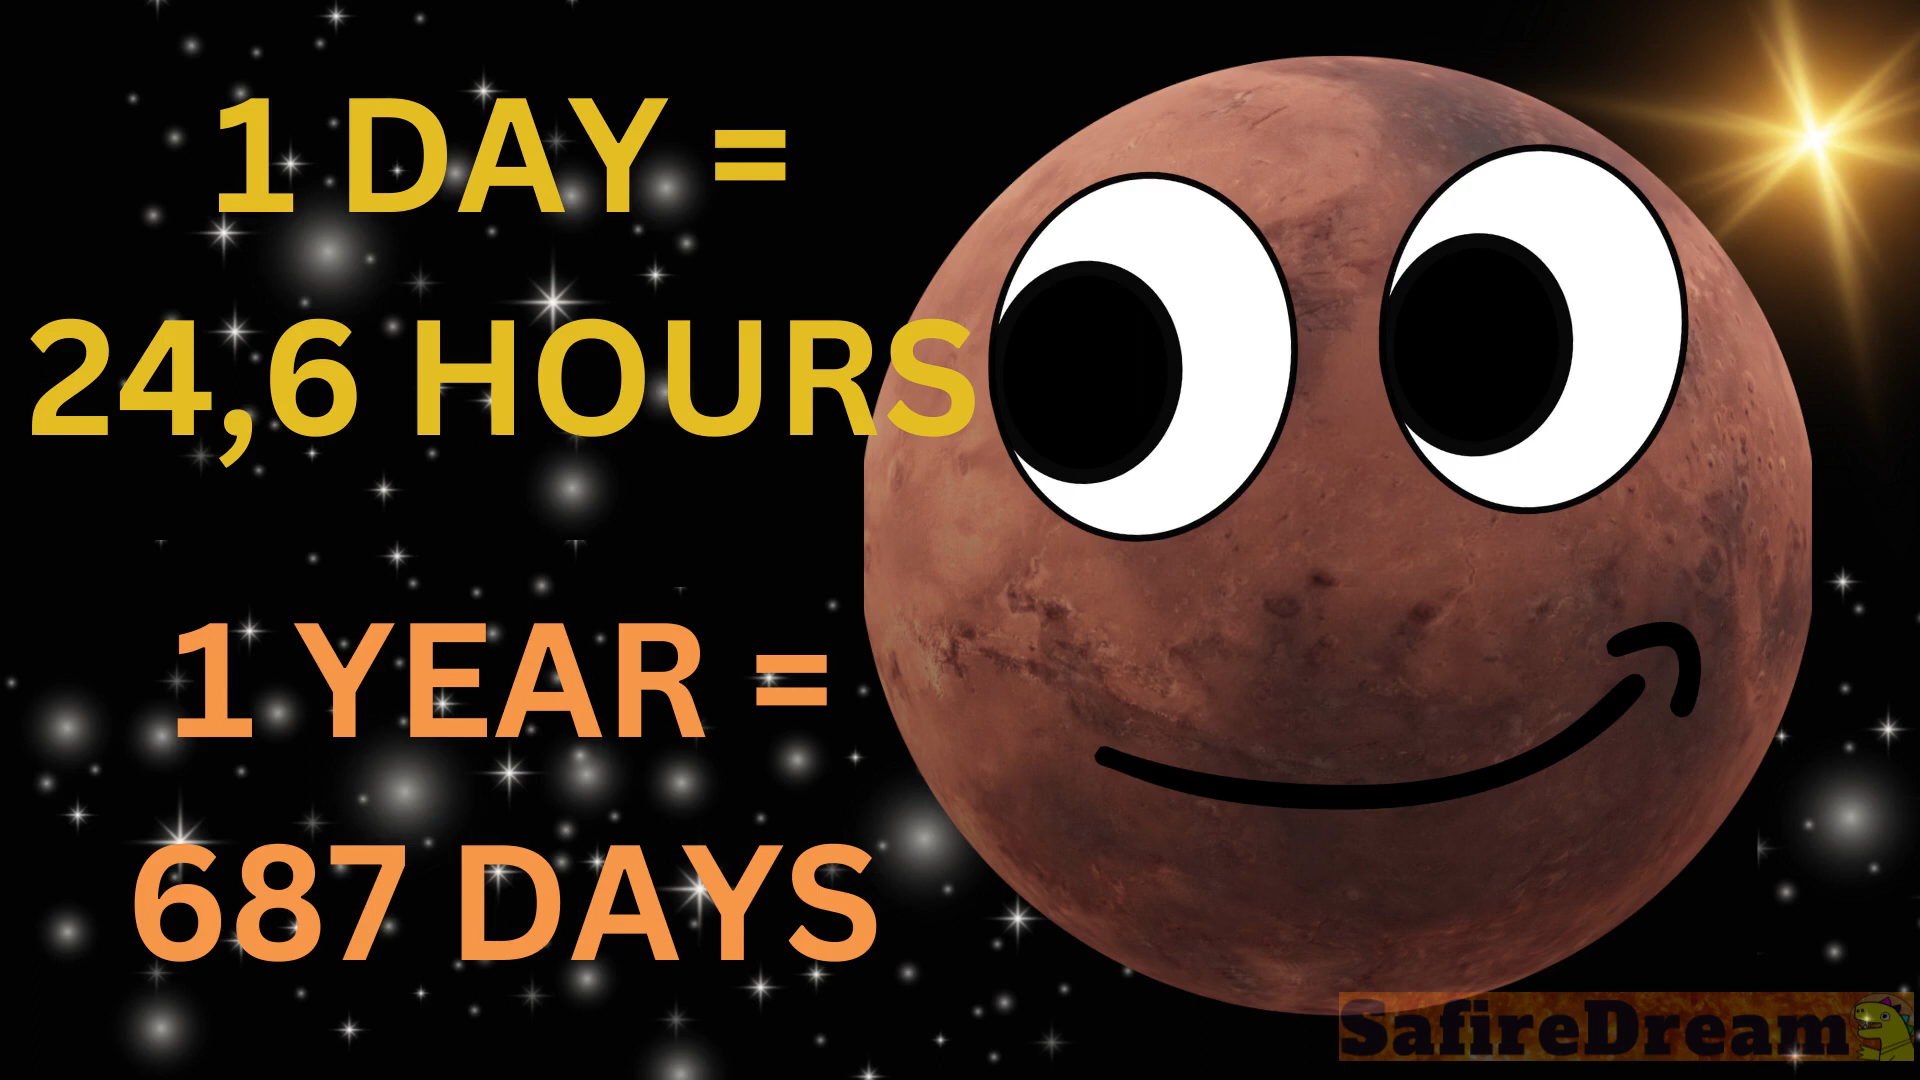 1 DAY =
24,6 HOURS
1 YEAR =
687 DAYS
SafireDream